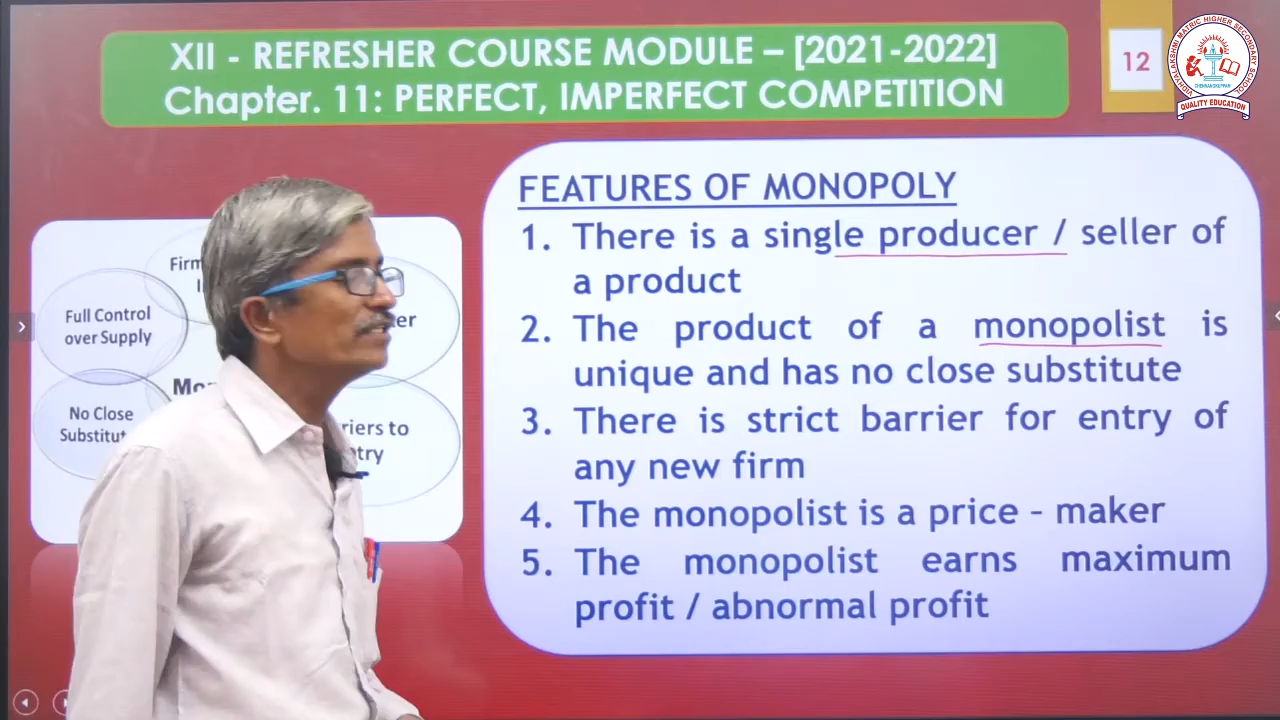 XII - REFRESHER COURSE MODULE – [2021-2022]
Chapter. 11: PERFECT, IMPERFECT COMPETITION
12
QUALITY EDUCATION
FEATURES OF MONOPOLY
1. There is a single producer / seller of
a product
2. The product of a monopolist is
unique and has no close substitute
3. There is strict barrier for entry of
any new firm
4. The monopolist is a price – maker
5. The monopolist earns maximum
profit / abnormal profit
Full Control
over Supply
No Close